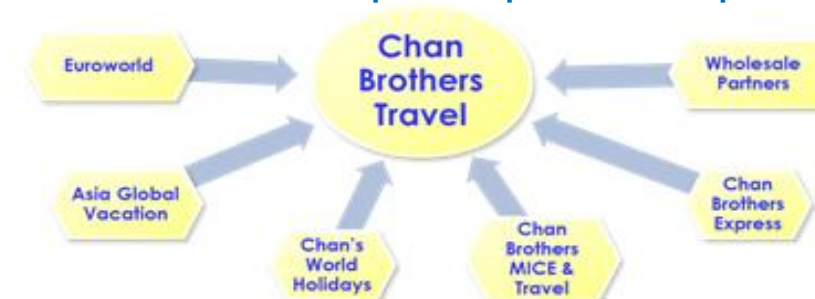 Chan
Brothers
Travel
Euroworld
Wholesale
Partners
Asia Global
Vacation
Chan
Brothers
Express
Chan's
World
Holidays
Chan
Brothers
MICE &
Travel